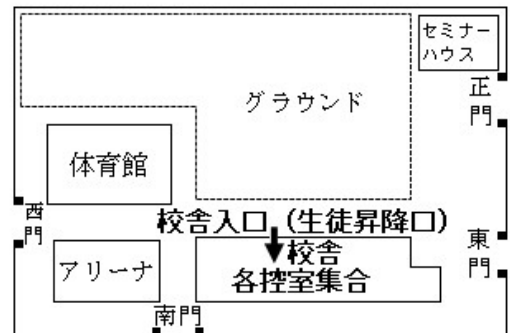 セミナー
ハウス
正門
グラウンド
体育館
西門
校舎入口（生徒昇降口）
校舎
各控室集合
東門
アリーナ
南門